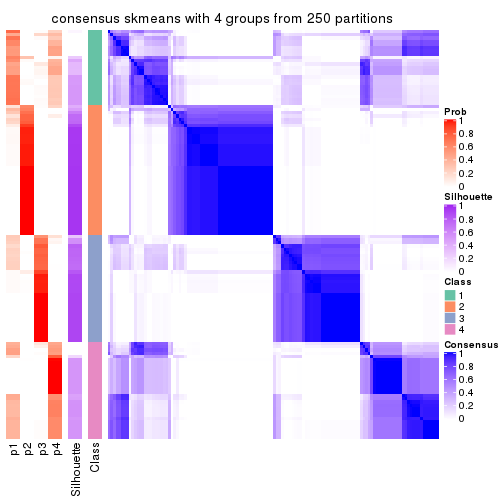 consensus skmeans with 4 groups from 250 partitions
Prob
1
0.8
0.6
0.4
0.2
0
Silhouette
1
0.8
0.6
0.4
0.2
0
Class
1
2
3
4
Consensus
1
0.8
0.6
0.4
0.2
0
p1
p2
p3
p4
Silhouette
Class